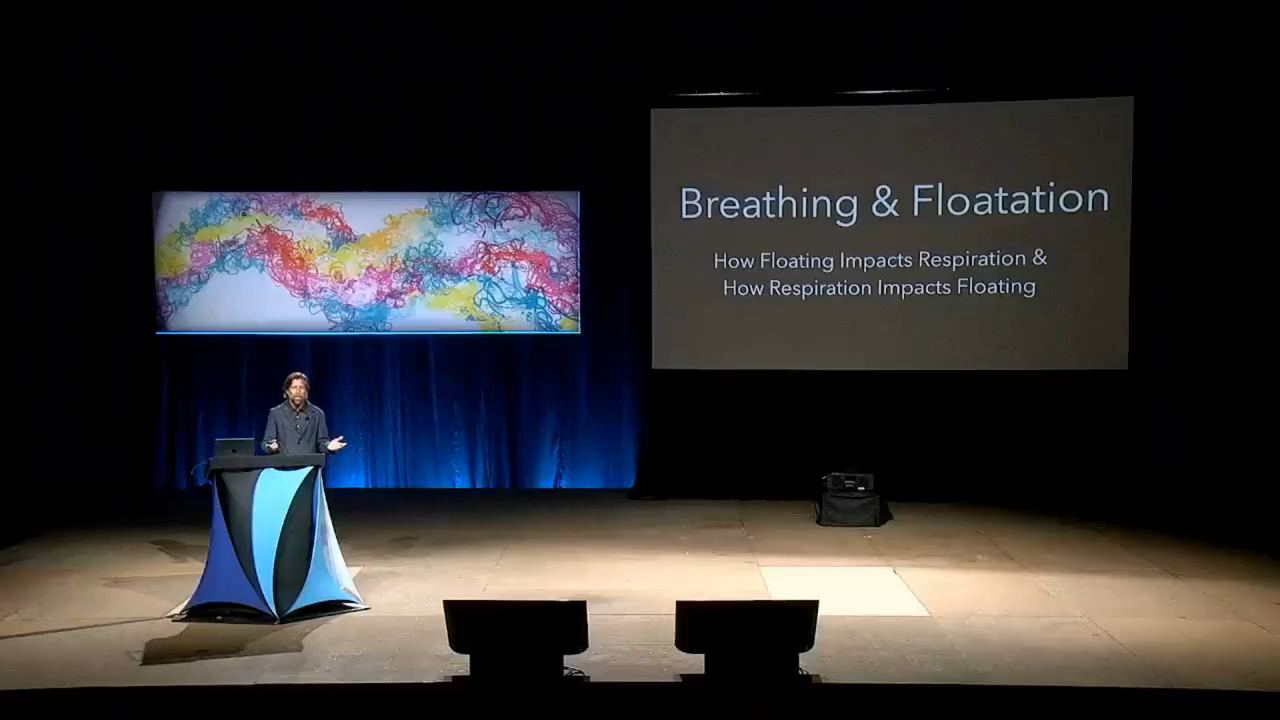 Breathing & Floatation
How Floating Impacts Respiration &
How Respiration Impacts Floating